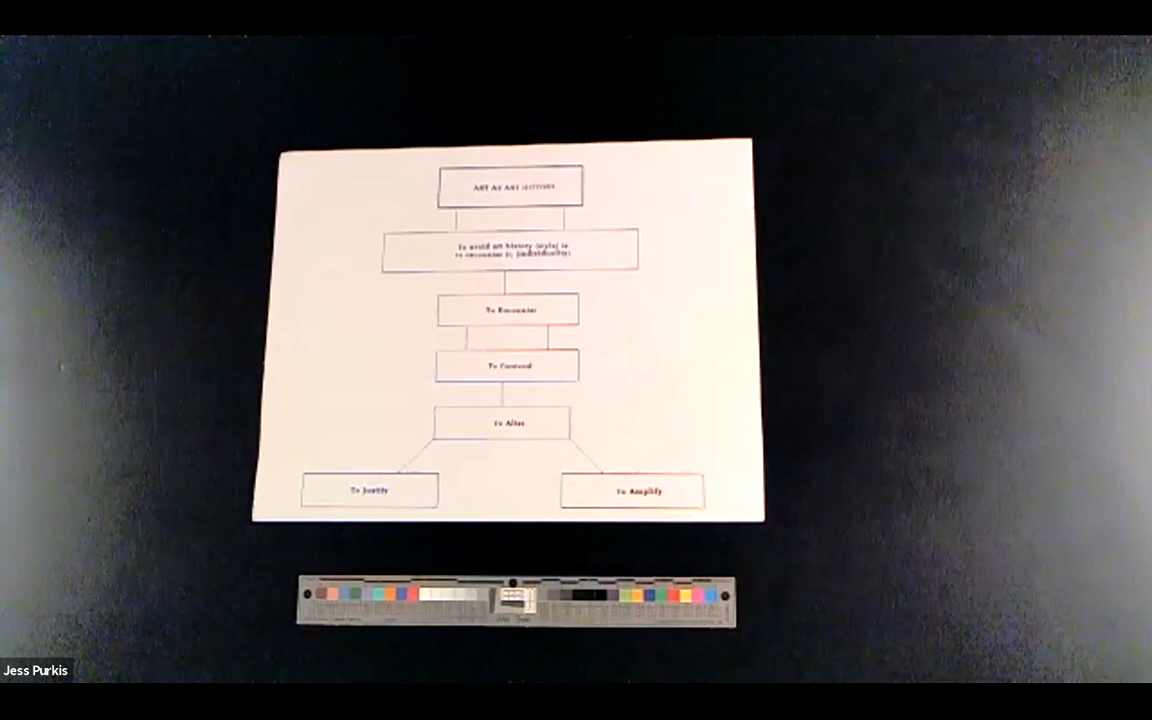 ART AS ART HISTORY
To avoid art history (style) is
to encounter it, (individuality)
To Encounter
To Contend
To Alter
To Justify
To Amplify
Jess Purkis